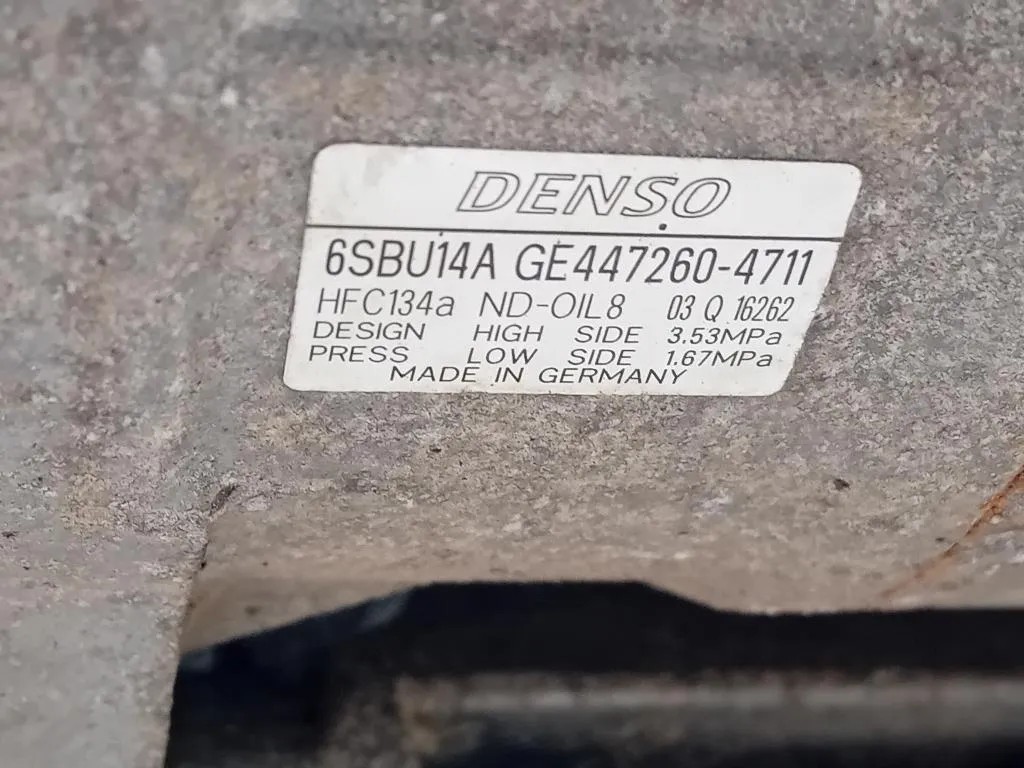 DENSO
6SBU14A GE447260-4711
HFC134a ND-OIL8 03 Q 16262
DESIGN HIGH SIDE 3.53MPa
PRESS LOW SIDE 1.67MPa
MADE IN GERMANY